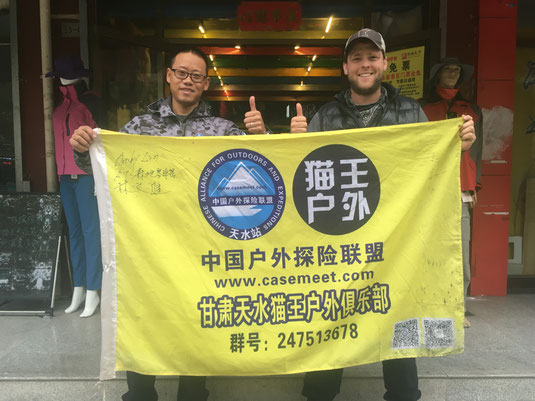 免票
CHINESE ALLIANCE FOR OUTDOORS AND EXPEDITIONS
www.casemeet.com
中国户外探险联盟
天水站
猫王
户外
中国户外探险联盟
www.casemeet.com
甘肃天水猫王户外俱乐部
群号：247513678